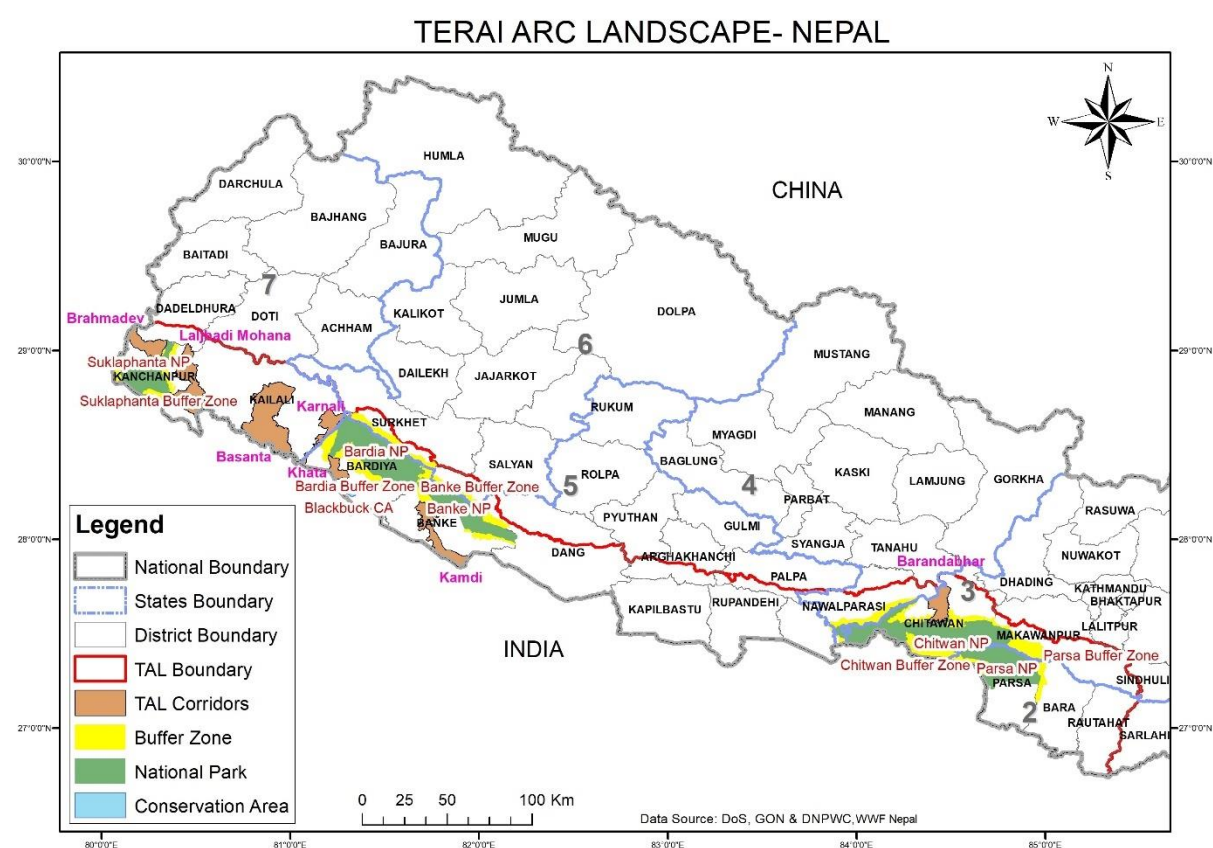 TERAI ARC LANDSCAPE- NEPAL
N
W
E
S
30°0'0"N
30°0'0"N
HUMLA
CHINA
DARCHULA
BAJHANG
MUGU
BAJURA
BAITADI
7
DADELDHURA
DOTI
JUMLA
DOLPA
KALIKOT
Brahmadev
Laljhadi Mohana
ACHHAM
6
29°0'0"N
29°0'0"N
MUSTANG
Suklaphanta NP
KANCHANPUR
DAILEKH
JAJARKOT
Suklaphanta Buffer Zone
KAILALI
Karnali
SURKHET
RUKUM
MANANG
MYAGDI
Basanta
Khata
Bardia NP
BARDIYA
SALYAN
ROLPA
BAGLUNG
KASKI
LAMJUNG
GORKHA
Bardia Buffer Zone
Banke Buffer Zone
5
4
PARBAT
Blackbuck CA
Banke NP
BANKE
PYUTHAN
GULMI
SYANGJA
RASUWA
28°0'0"N
28°0'0"N
DANG
ARGHAKHANCHI
TANAHU
NUWAKOT
Kamdi
PALPA
Barandabhar
DHADING
3
KATHMANDU
BHAKTAPUR
KAPILBASTU
RUPANDEHI
NAWALPARASI
CHITAWAN
MAKAWANPUR
LALITPUR
INDIA
Chitwan NP
Chitwan Buffer Zone
Parsa NP
Parsa Buffer Zone
PARSA
SINDHULI
BARA
2
RAUTAHAT
SARLAHI
27°0'0"N
27°0'0"N
Legend
National Boundary
States Boundary
District Boundary
TAL Boundary
TAL Corridors
Buffer Zone
National Park
Conservation Area
0 25 50 100 Km
Data Source: DoS, GON & DNPWC,WWF Nepal
80°0'0"E
81°0'0"E
82°0'0"E
83°0'0"E
84°0'0"E
85°0'0"E